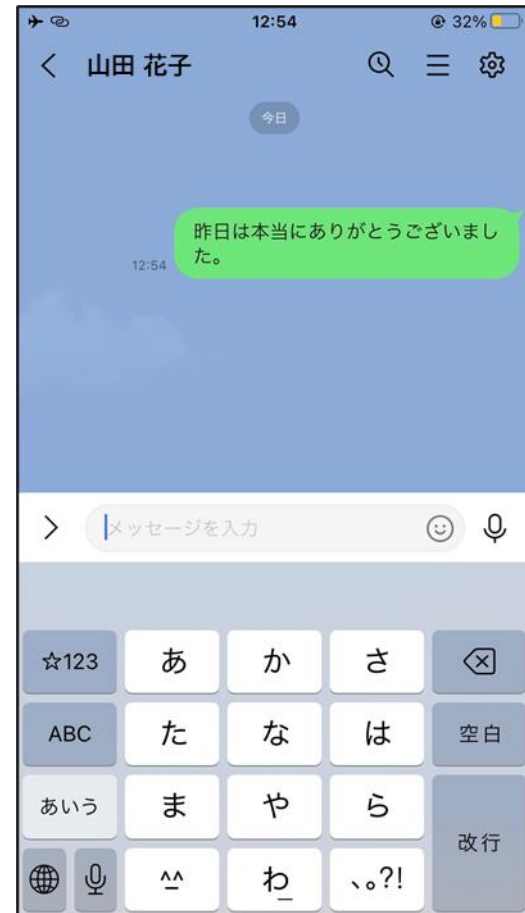 12:54
32%
山田 花子
今日
昨日は本当にありがとうございまし
た。
12:54
メッセージを入力
☆123
あ
か
さ
ABC
た
な
は
空白
あいう
ま
や
ら
改行
^^
わ
、。?!